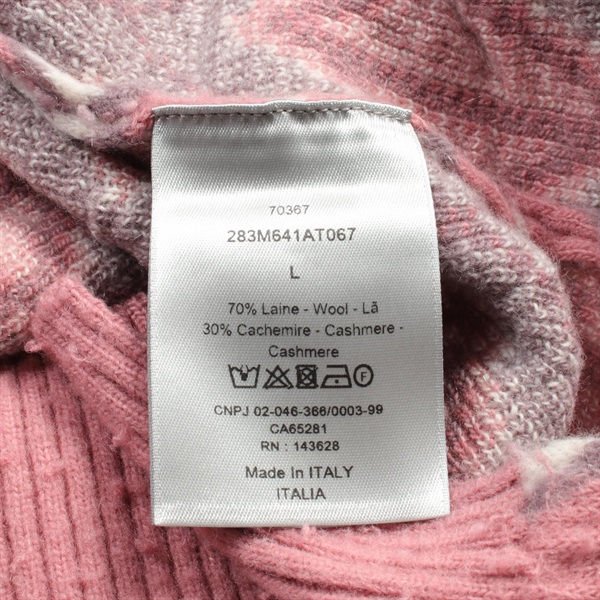 70367
283M641AT067
L
70% Laine - Wool - Lã
30% Cachemire - Cashmere -
Cashmere
CNPJ 02-046-366/0003-99
CA65281
RN : 143628
Made In ITALY
ITALIA